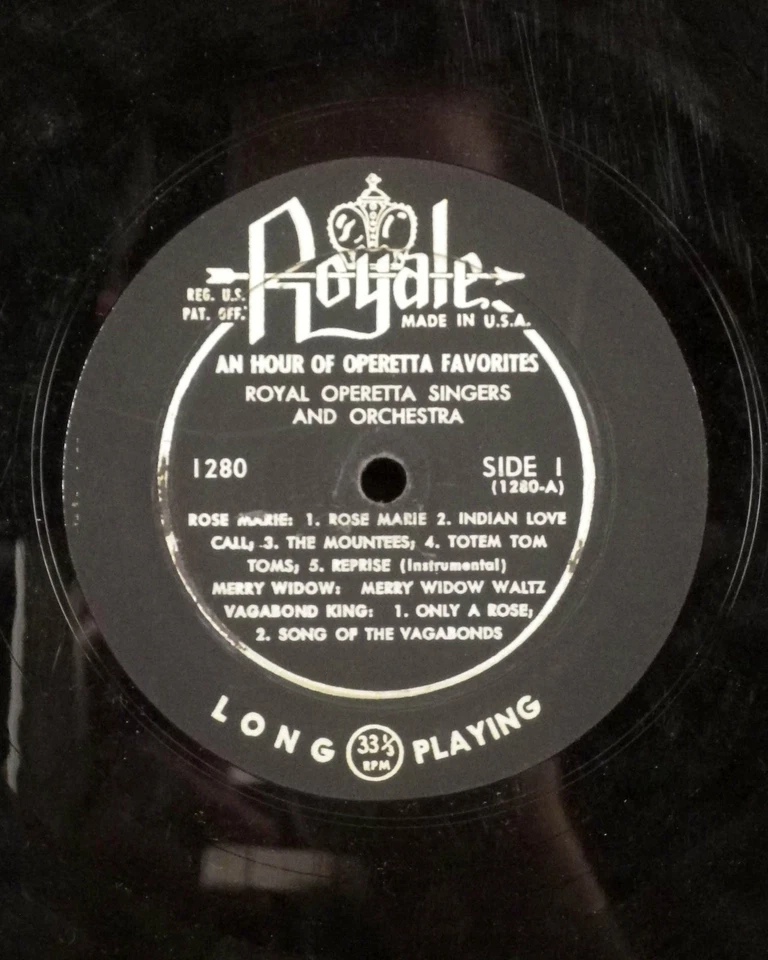 Royale
REG. U.S.
PAT. OFF.
MADE IN U.S.A.
AN HOUR OF OPERETTA FAVORITES
ROYAL OPERETTA SINGERS
AND ORCHESTRA
1280
SIDE 1
(1280-A)
ROSE MARIE: 1. ROSE MARIE 2. INDIAN LOVE
CALL; 3. THE MOUNTEES; 4. TOTEM TOM
TOMS; 5. REPRISE (Instrumental)
MERRY WIDOW: MERRY WIDOW WALTZ
VAGABOND KING: 1. ONLY A ROSE;
2. SONG OF THE VAGABONDS
LONG 33⅓ RPM PLAYING